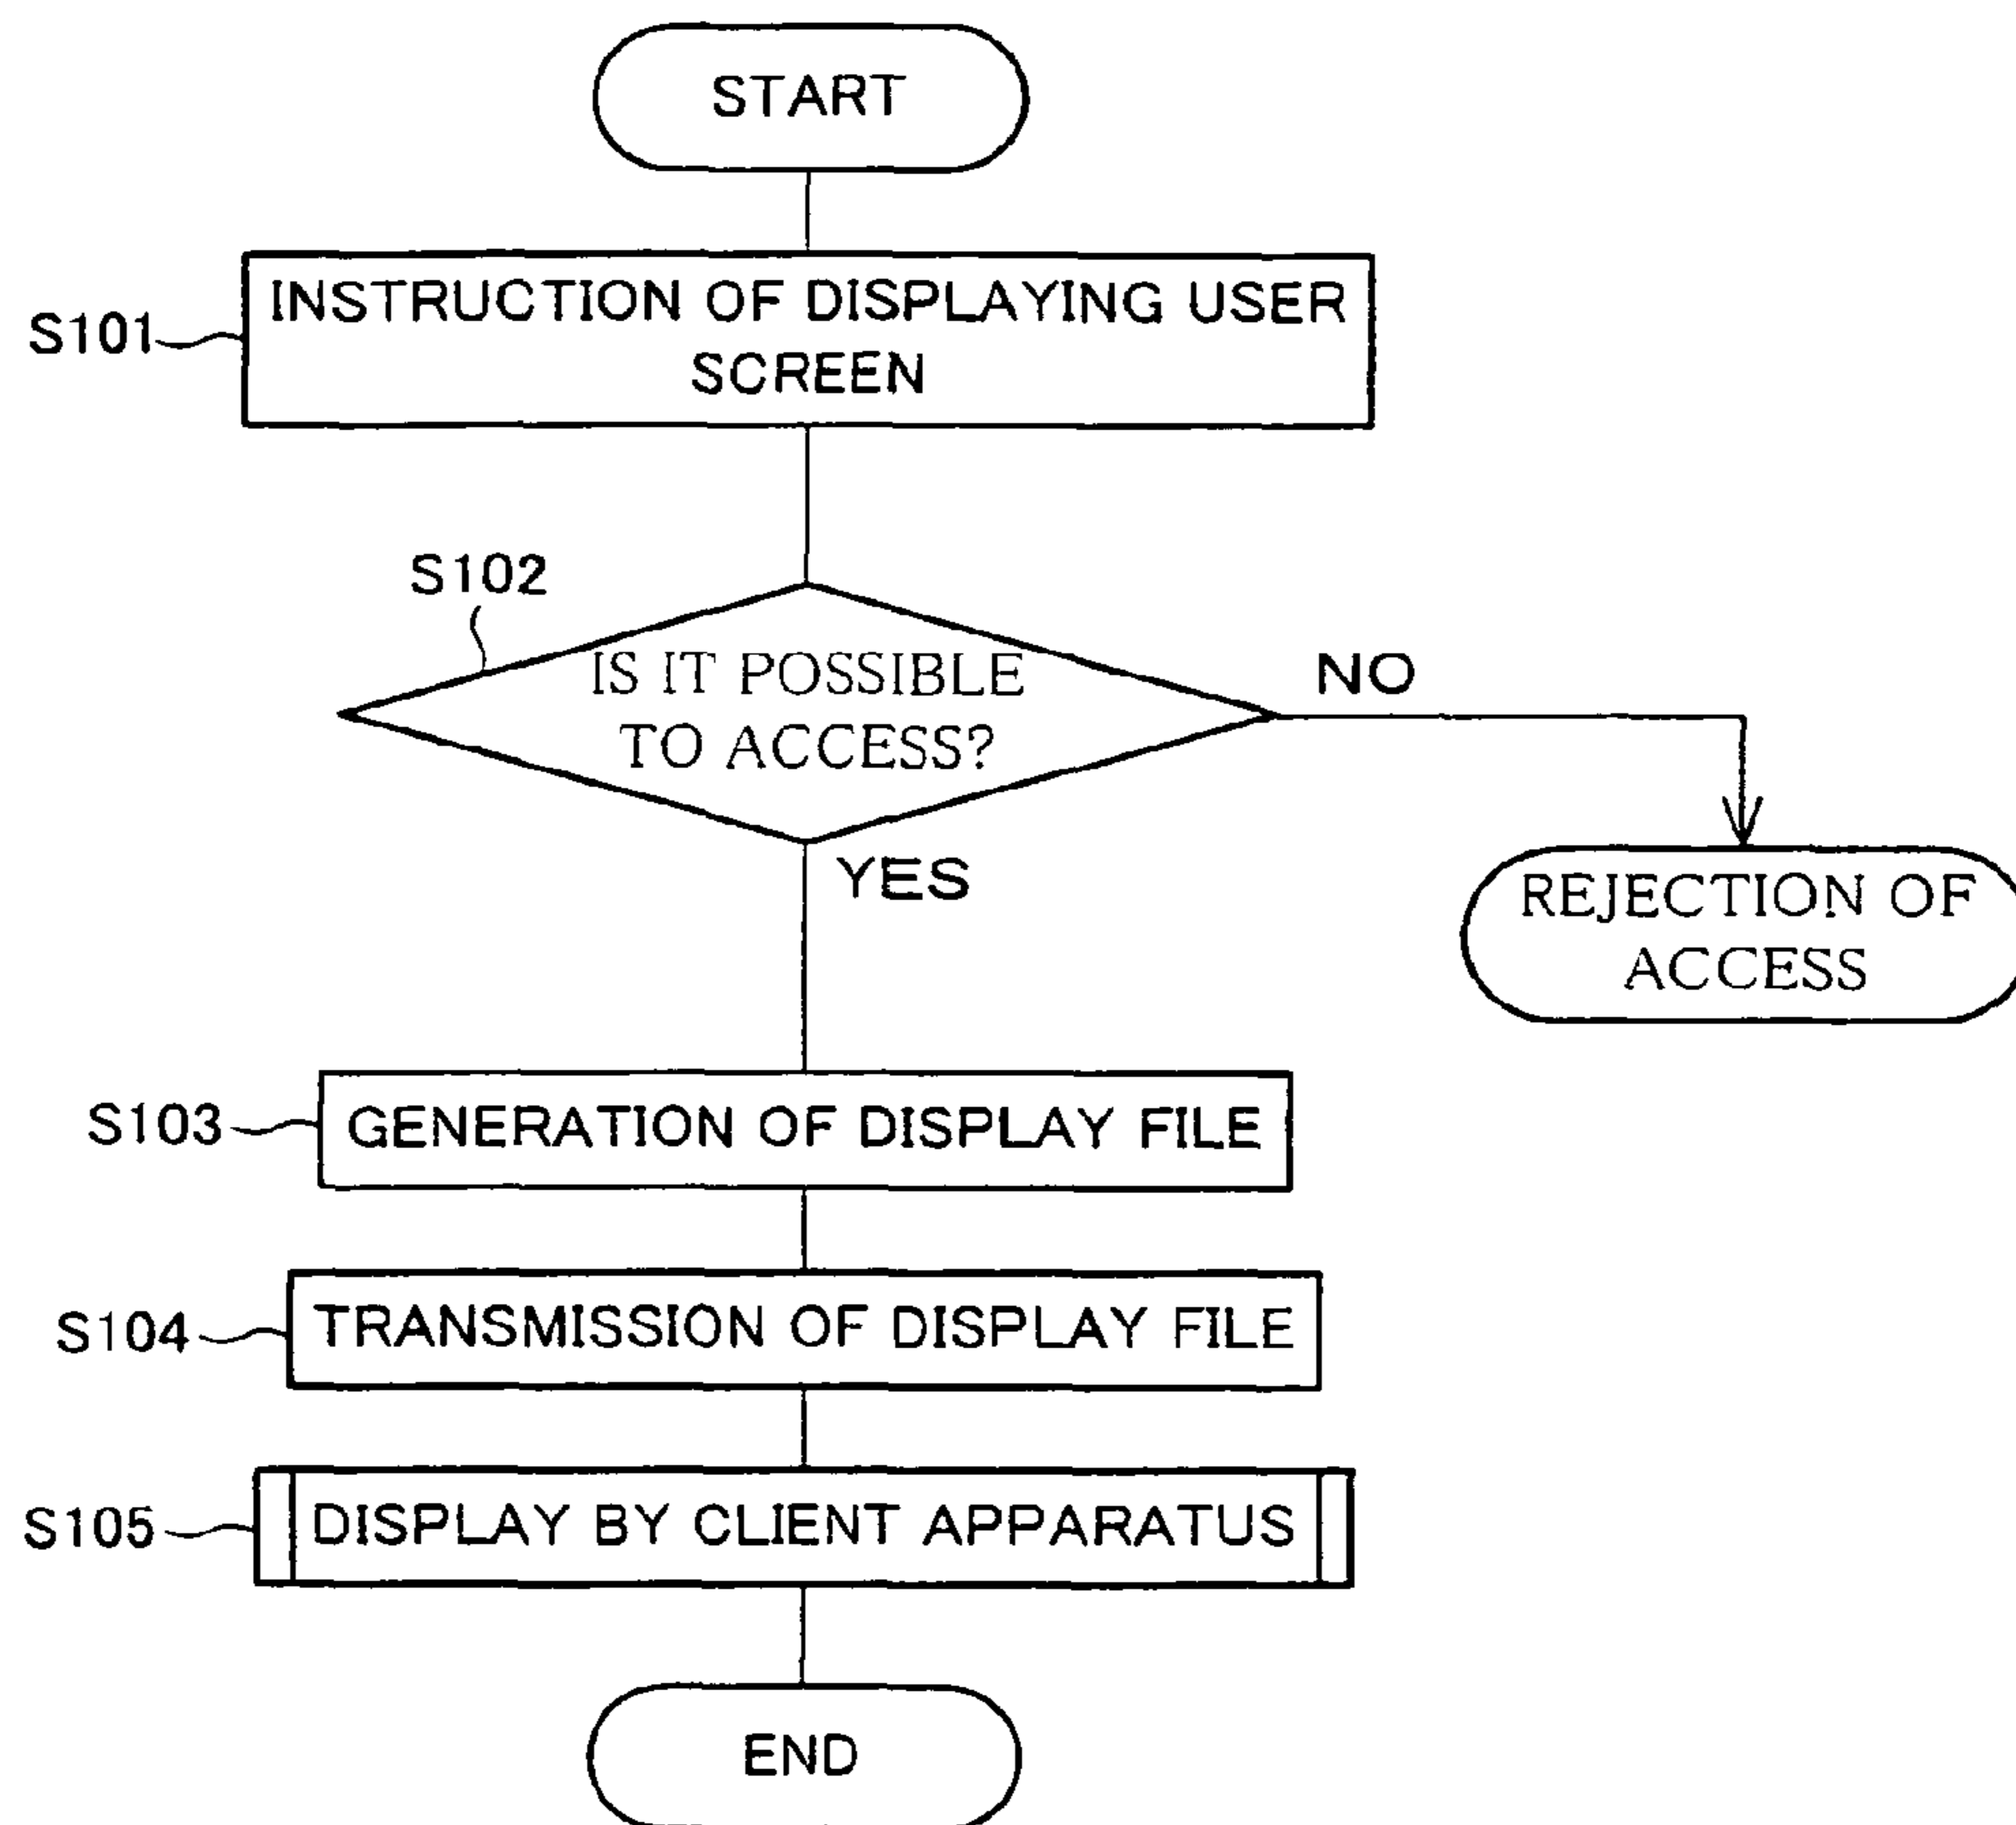 START
S101
INSTRUCTION OF DISPLAYING USER
SCREEN
S102
IS IT POSSIBLE
TO ACCESS?
NO
YES
REJECTION OF
ACCESS
S103
GENERATION OF DISPLAY FILE
S104
TRANSMISSION OF DISPLAY FILE
S105
DISPLAY BY CLIENT APPARATUS
END